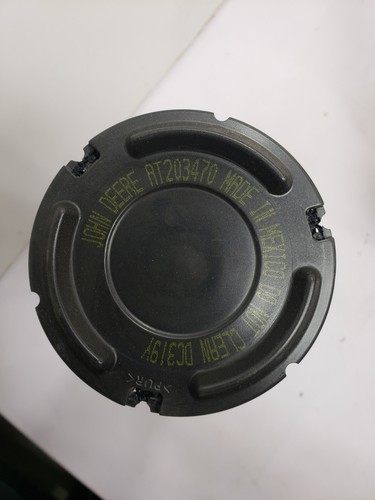 JOHN DEERE AT203470 MADE IN MEXICO DO NOT CLEAN DC319Y
>PUR<